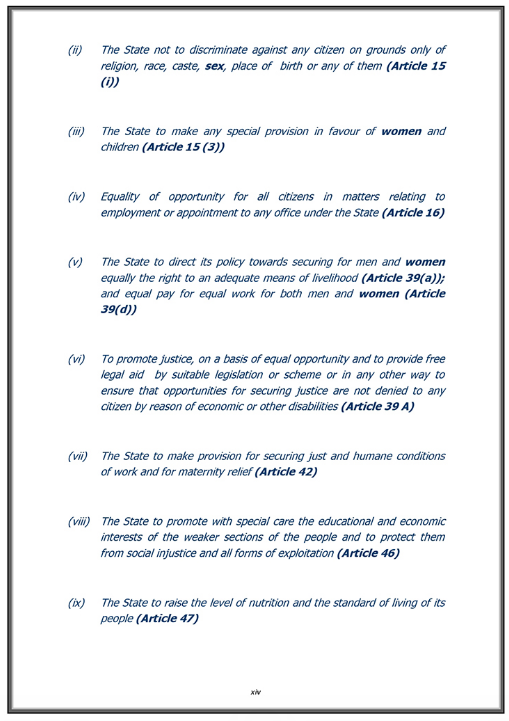 (ii) The State not to discriminate against any citizen on grounds only of
religion, race, caste, sex, place of birth or any of them (Article 15
(i))
(iii) The State to make any special provision in favour of women and
children (Article 15 (3))
(iv) Equality of opportunity for all citizens in matters relating to
employment or appointment to any office under the State (Article 16)
(v) The State to direct its policy towards securing for men and women
equally the right to an adequate means of livelihood (Article 39(a));
and equal pay for equal work for both men and women (Article
39(d))
(vi) To promote justice, on a basis of equal opportunity and to provide free
legal aid by suitable legislation or scheme or in any other way to
ensure that opportunities for securing justice are not denied to any
citizen by reason of economic or other disabilities (Article 39 A)
(vii) The State to make provision for securing just and humane conditions
of work and for maternity relief (Article 42)
(viii) The State to promote with special care the educational and economic
interests of the weaker sections of the people and to protect them
from social injustice and all forms of exploitation (Article 46)
(ix) The State to raise the level of nutrition and the standard of living of its
people (Article 47)
xiv